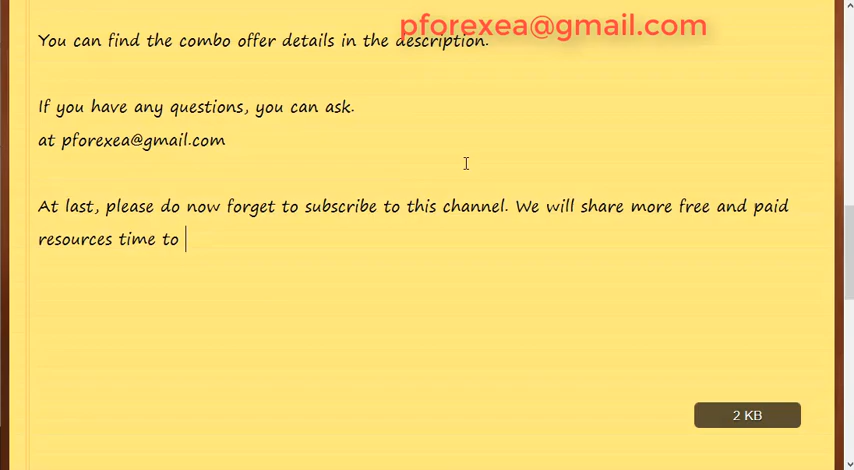 pforexea@gmail.com
You can find the combo offer details in the description.
If you have any questions, you can ask.
at pforexea@gmail.com
At last, please do now forget to subscribe to this channel. We will share more free and paid
resources time to
2 KB